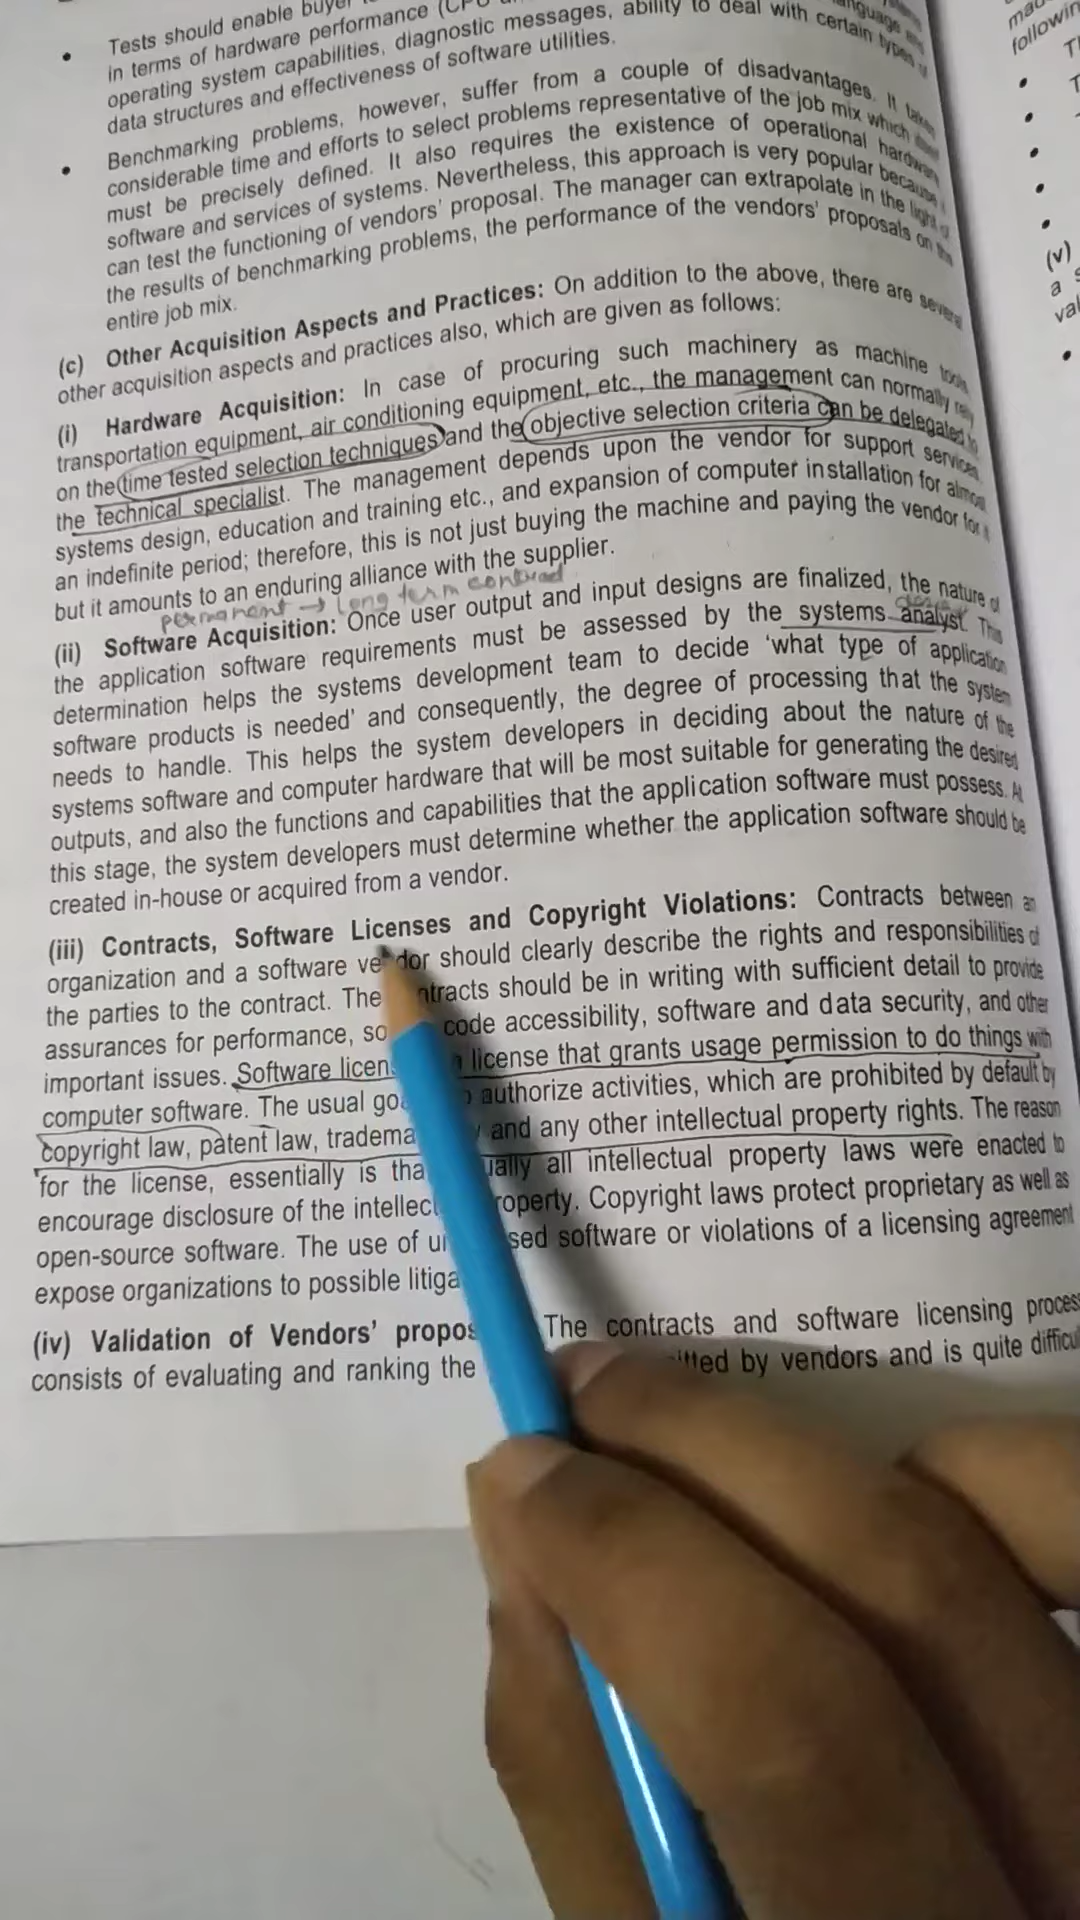 • Tests should enable buyer
in terms of hardware performance (CPU
operating system capabilities, diagnostic messages, ability to deal with certain types of
data structures and effectiveness of software utilities.
• Benchmarking problems, however, suffer from a couple of disadvantages. It takes
considerable time and efforts to select problems representative of the job mix which
must be precisely defined. It also requires the existence of operational hardware
software and services of systems. Nevertheless, this approach is very popular because
can test the functioning of vendors' proposal. The manager can extrapolate in the light of
the results of benchmarking problems, the performance of the vendors' proposals on the
entire job mix.
(c) Other Acquisition Aspects and Practices: On addition to the above, there are several
other acquisition aspects and practices also, which are given as follows:
(i) Hardware Acquisition: In case of procuring such machinery as machine tools,
transportation equipment, air conditioning equipment, etc., the management can normally rely
on the time tested selection techniques and the objective selection criteria can be delegated to
the technical specialist. The management depends upon the vendor for support services,
systems design, education and training etc., and expansion of computer installation for almost
an indefinite period; therefore, this is not just buying the machine and paying the vendor for it
but it amounts to an enduring alliance with the supplier.
permanent → long term contract
(ii) Software Acquisition: Once user output and input designs are finalized, the nature of
the application software requirements must be assessed by the systems analyst. This
determination helps the systems development team to decide 'what type of application
software products is needed' and consequently, the degree of processing that the system
needs to handle. This helps the system developers in deciding about the nature of the
systems software and computer hardware that will be most suitable for generating the desired
outputs, and also the functions and capabilities that the application software must possess. At
this stage, the system developers must determine whether the application software should be
created in-house or acquired from a vendor.
(iii) Contracts, Software Licenses and Copyright Violations: Contracts between an
organization and a software ve dor should clearly describe the rights and responsibilities of
the parties to the contract. The ntracts should be in writing with sufficient detail to provide
assurances for performance, so code accessibility, software and data security, and other
important issues. Software licen license that grants usage permission to do things with
computer software. The usual go authorize activities, which are prohibited by default by
copyright law, patent law, tradema and any other intellectual property rights. The reason
for the license, essentially is tha ually all intellectual property laws were enacted to
encourage disclosure of the intellec roperty. Copyright laws protect proprietary as well as
open-source software. The use of u sed software or violations of a licensing agreement
expose organizations to possible litiga
(iv) Validation of Vendors' propos The contracts and software licensing process
consists of evaluating and ranking the itted by vendors and is quite difficu
followin
(v)
a
val